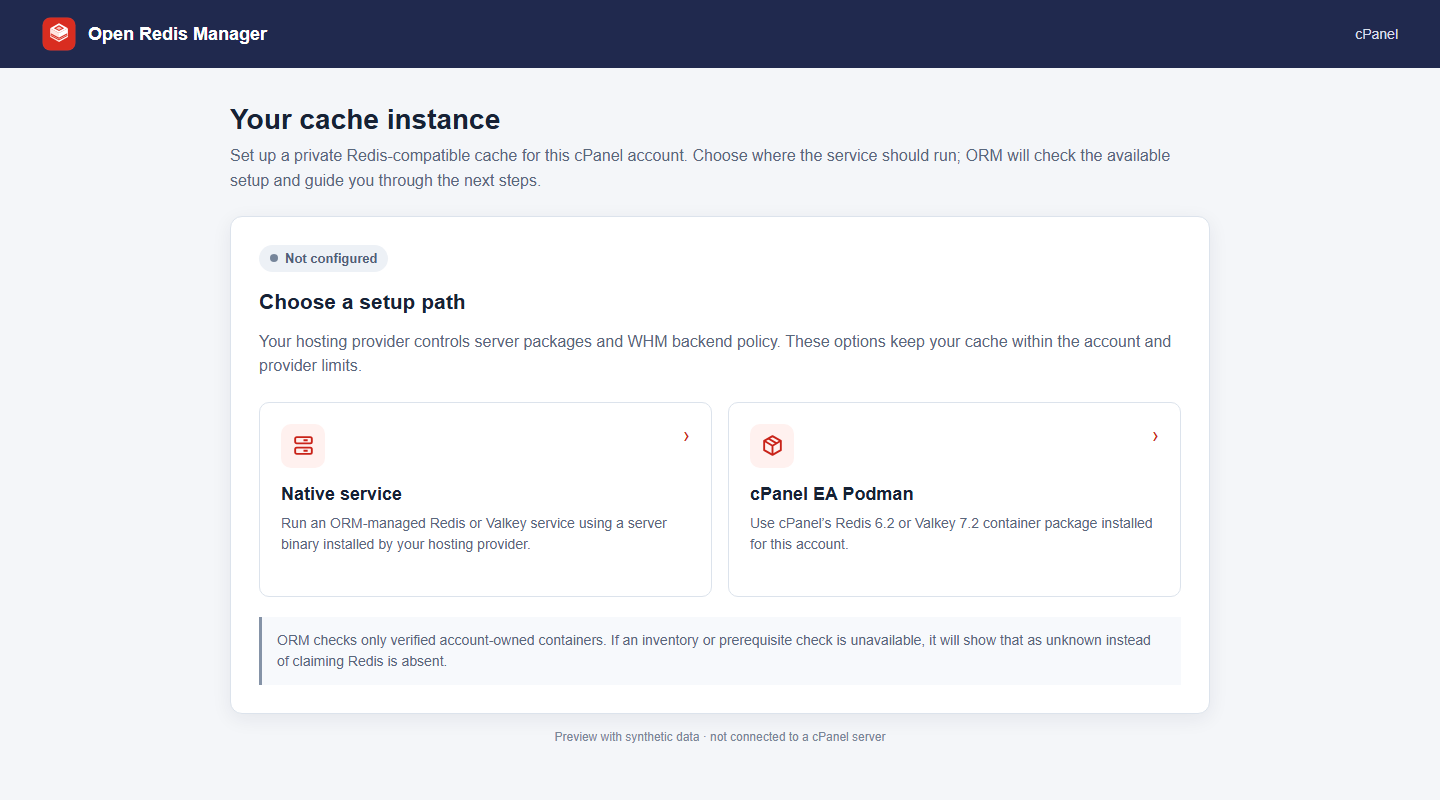 Open Redis Manager
cPanel
Your cache instance
Set up a private Redis-compatible cache for this cPanel account. Choose where the service should run; ORM will check the available
setup and guide you through the next steps.
Not configured
Choose a setup path
Your hosting provider controls server packages and WHM backend policy. These options keep your cache within the account and
provider limits.
Native service
Run an ORM-managed Redis or Valkey service using a server
binary installed by your hosting provider.
cPanel EA Podman
Use cPanel's Redis 6.2 or Valkey 7.2 container package installed
for this account.
ORM checks only verified account-owned containers. If an inventory or prerequisite check is unavailable, it will show that as unknown instead
of claiming Redis is absent.
Preview with synthetic data · not connected to a cPanel server